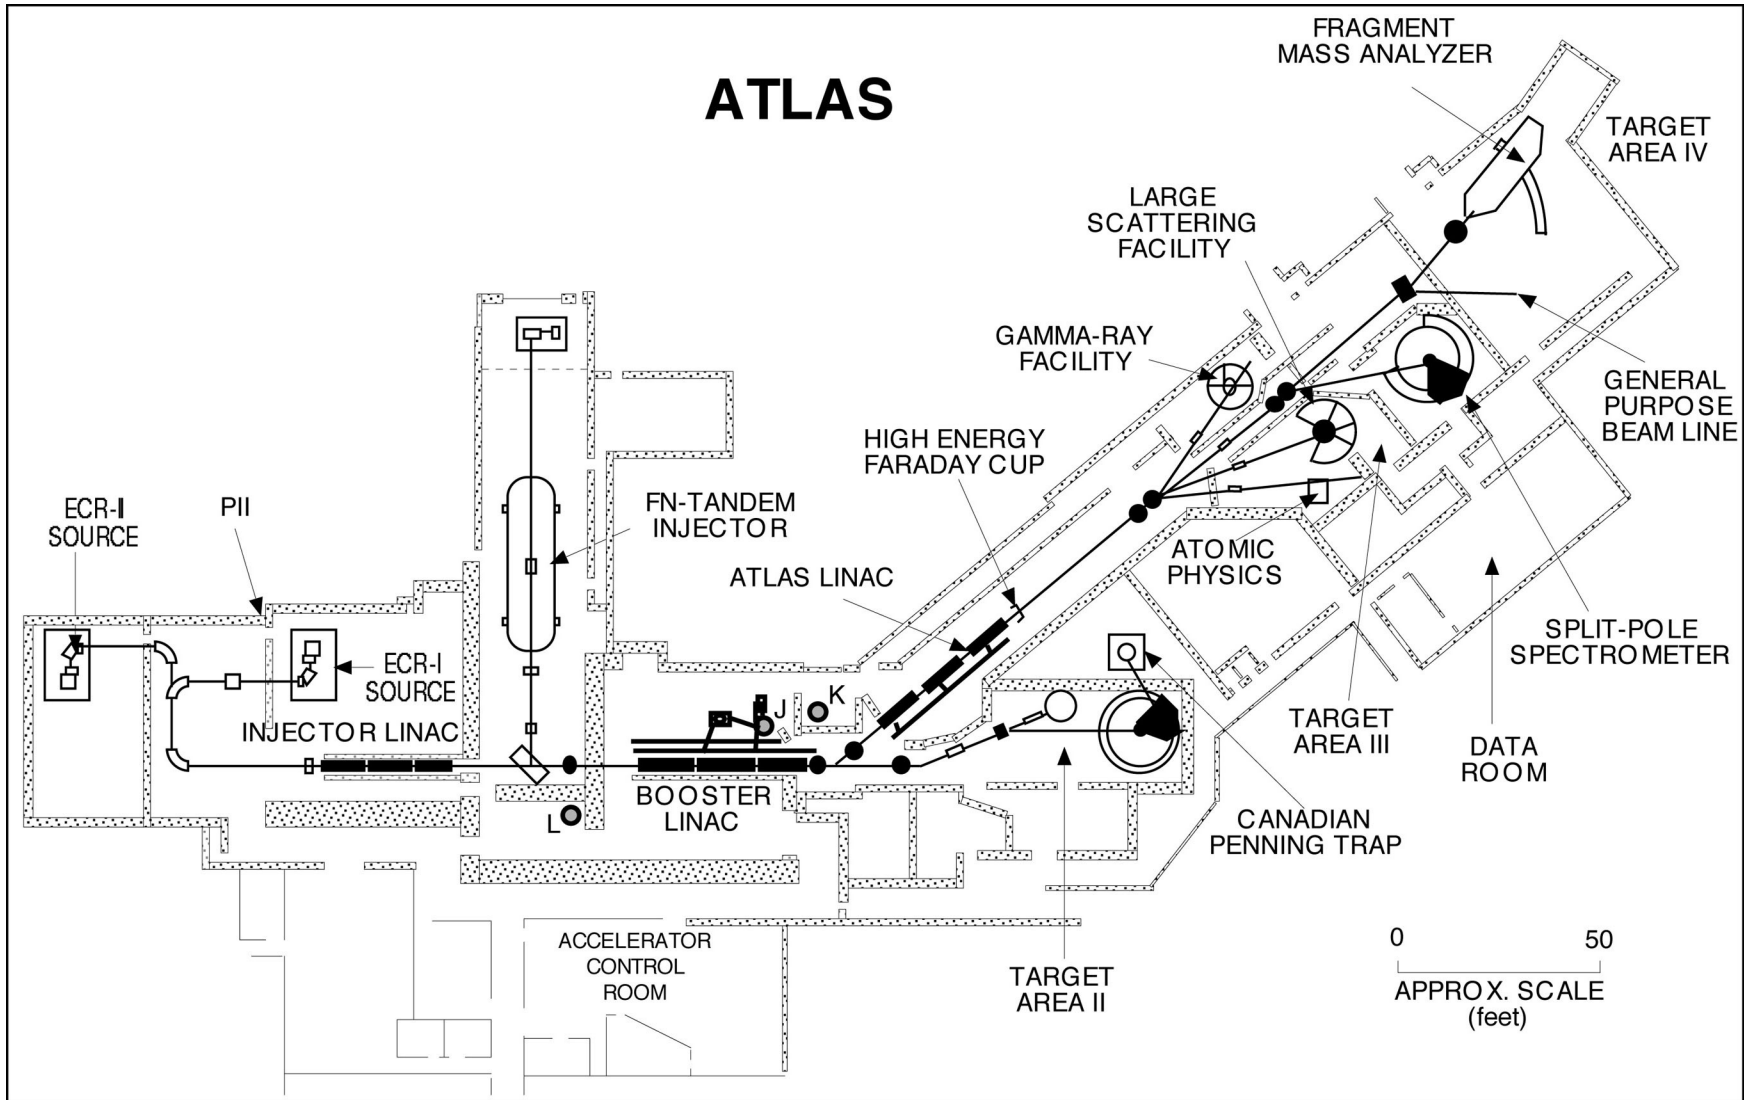 ATLAS
FRAGMENT
MASS ANALYZER
TARGET
AREA IV
LARGE
SCATTERING
FACILITY
GAMMA-RAY
FACILITY
GENERAL
PURPOSE
BEAM LINE
HIGH ENERGY
FARADAY CUP
ECR-II
SOURCE
PII
FN-TANDEM
INJECTOR
ATLAS LINAC
ATOMIC
PHYSICS
SPLIT-POLE
SPECTROMETER
ECR-I
SOURCE
INJECTOR LINAC
J
K
L
BOOSTER
LINAC
TARGET
AREA III
DATA
ROOM
CANADIAN
PENNING TRAP
ACCELERATOR
CONTROL
ROOM
TARGET
AREA II
0
50
APPROX. SCALE
(feet)